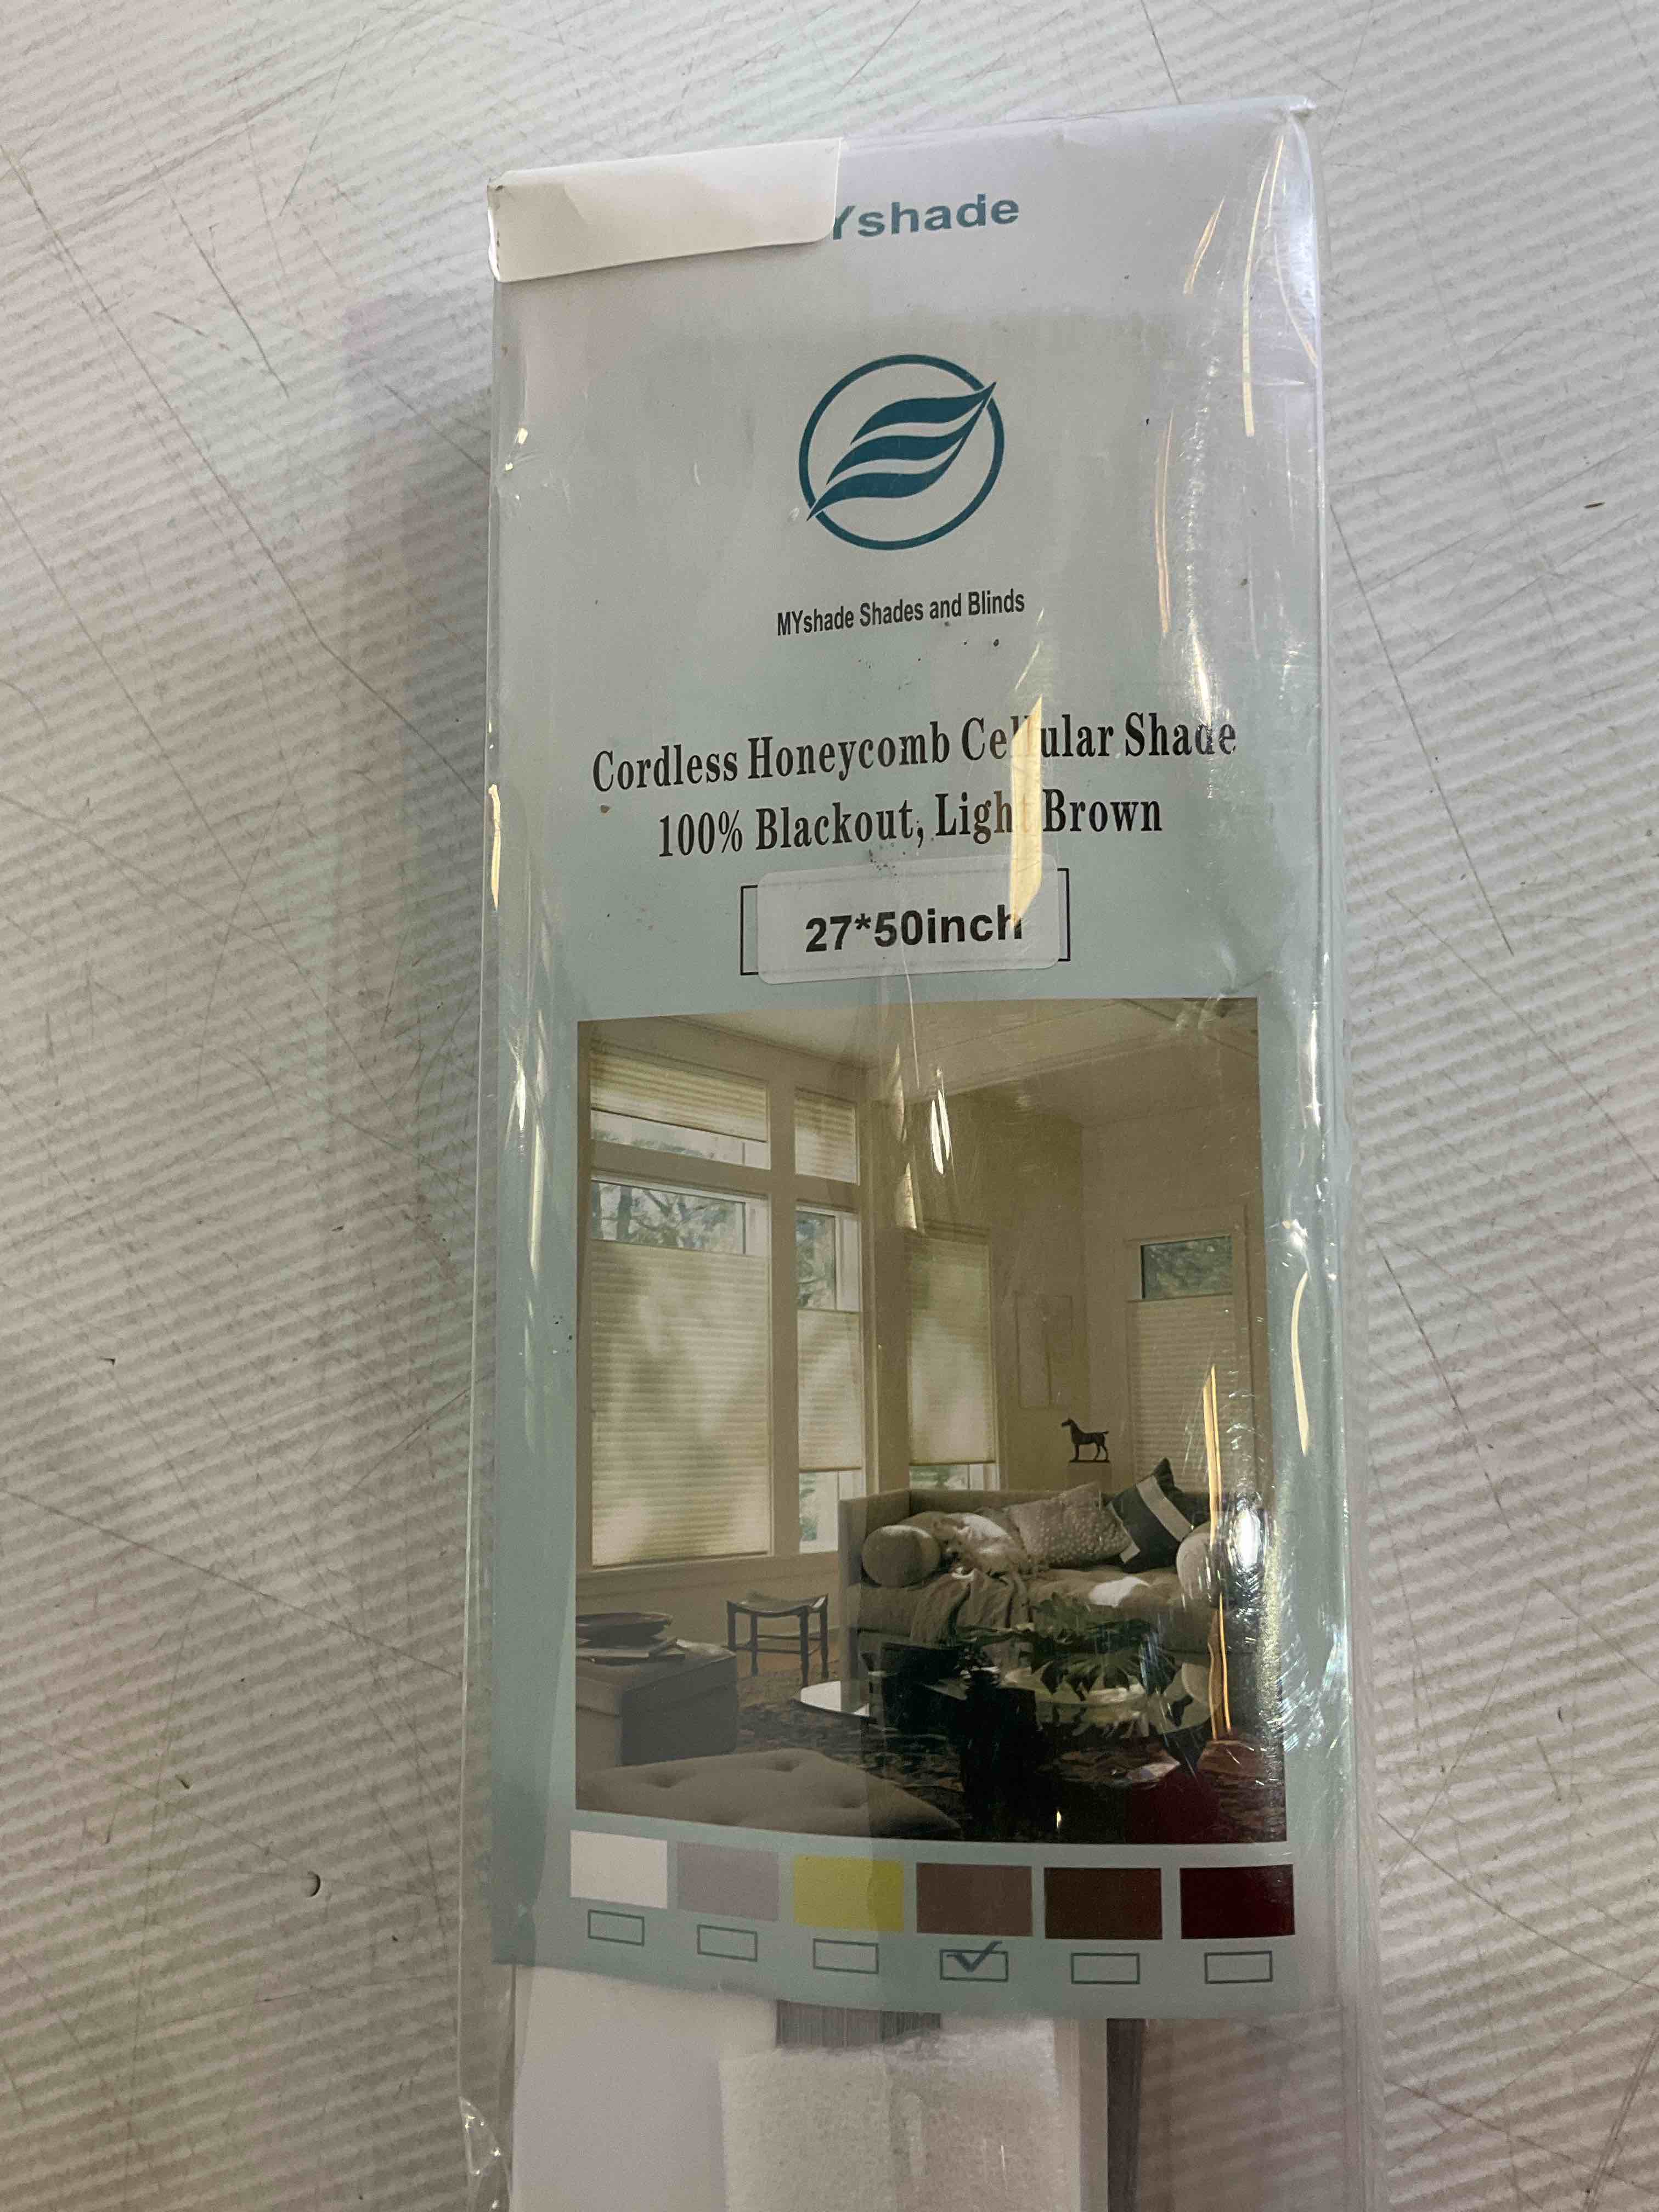 Yshade
MYshade Shades and Blinds
Cordless Honeycomb Cellular Shade
100% Blackout, Light Brown
27*50inch